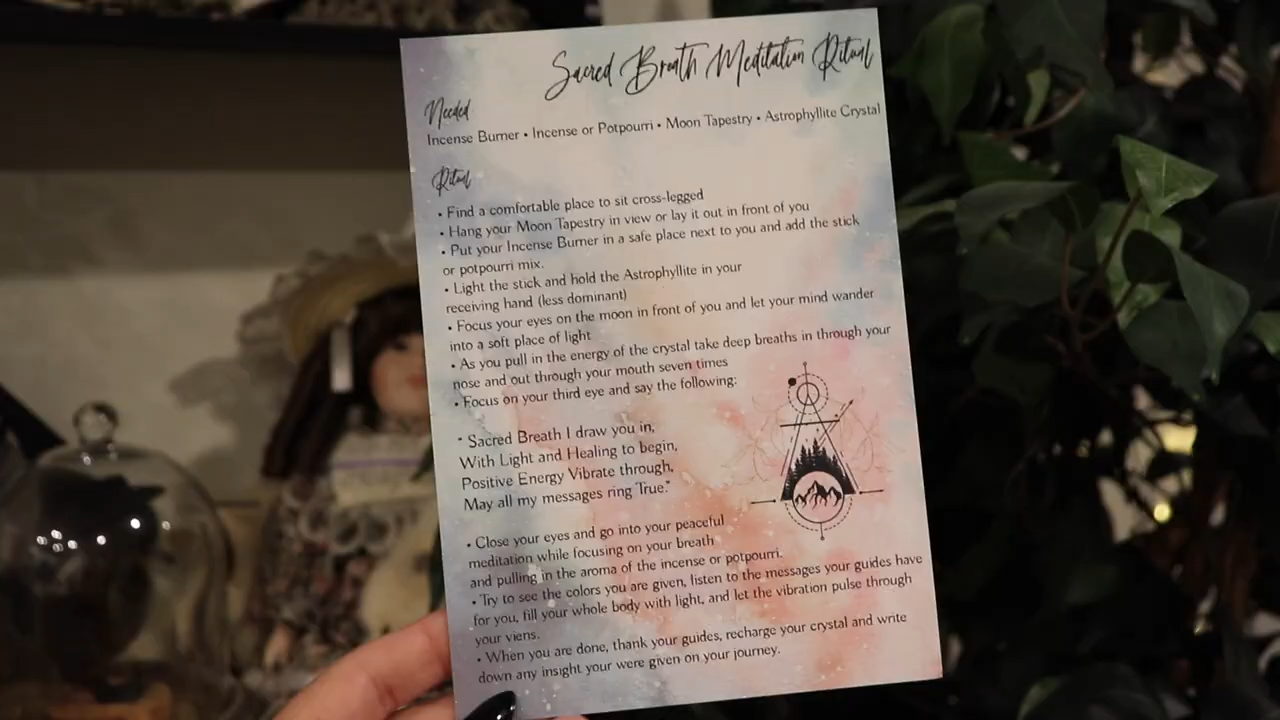 Sacred Breath Meditation Ritual
Needed
Incense Burner • Incense or Potpourri • Moon Tapestry • Astrophyllite Crystal
Ritual
• Find a comfortable place to sit cross-legged
• Hang your Moon Tapestry in view or lay it out in front of you
• Put your Incense Burner in a safe place next to you and add the stick
or potpourri mix.
• Light the stick and hold the Astrophyllite in your
receiving hand (less dominant)
• Focus your eyes on the moon in front of you and let your mind wander
into a soft place of light
• As you pull in the energy of the crystal take deep breaths in through your
nose and out through your mouth seven times
• Focus on your third eye and say the following:
" Sacred Breath I draw you in,
With Light and Healing to begin,
Positive Energy Vibrate through,
May all my messages ring True."
• Close your eyes and go into your peaceful
meditation while focusing on your breath
and pulling in the aroma of the incense or potpourri.
• Try to see the colors you are given, listen to the messages your guides have
for you, fill your whole body with light, and let the vibration pulse through
your viens.
• When you are done, thank your guides, recharge your crystal and write
down any insight your were given on your journey.